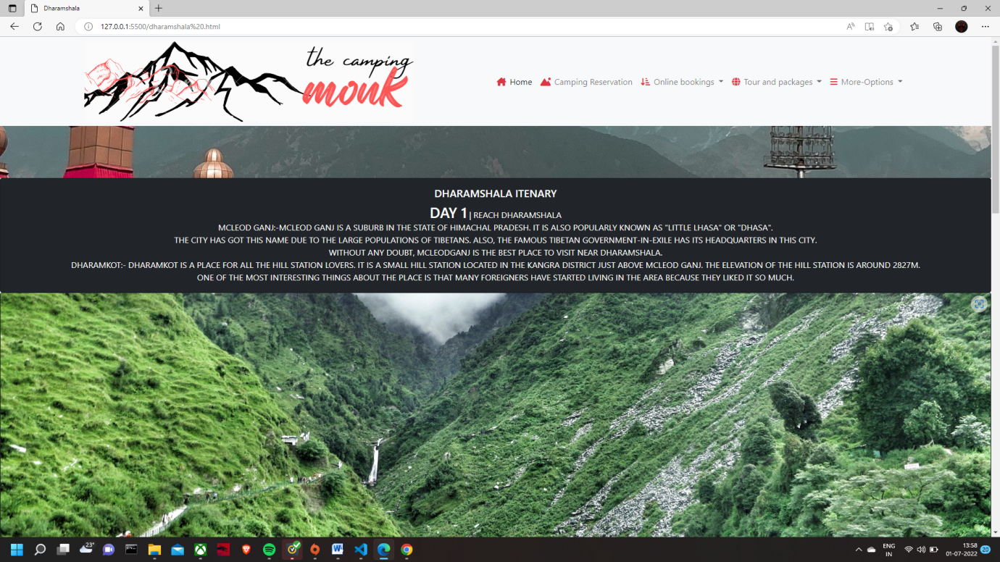 Dharamshala
127.0.0.1:5500/dharamshala%20.html
the camping
monk
Home
Camping Reservation
Online bookings
Tour and packages
More-Options
DHARAMSHALA ITENARY
DAY 1 | REACH DHARAMSHALA
MCLEOD GANJ:-MCLEOD GANJ IS A SUBURB IN THE STATE OF HIMACHAL PRADESH. IT IS ALSO POPULARLY KNOWN AS "LITTLE LHASA" OR "DHASA".
THE CITY HAS GOT THIS NAME DUE TO THE LARGE POPULATIONS OF TIBETANS. ALSO, THE FAMOUS TIBETAN GOVERNMENT-IN-EXILE HAS ITS HEADQUARTERS IN THIS CITY.
WITHOUT ANY DOUBT, MCLEODGANJ IS THE BEST PLACE TO VISIT NEAR DHARAMSHALA.
DHARAMKOT:- DHARAMKOT IS A PLACE FOR ALL THE HILL STATION LOVERS. IT IS A SMALL HILL STATION LOCATED IN THE KANGRA DISTRICT JUST ABOVE MCLEOD GANJ. THE ELEVATION OF THE HILL STATION IS AROUND 2827M.
ONE OF THE MOST INTERESTING THINGS ABOUT THE PLACE IS THAT MANY FOREIGNERS HAVE STARTED LIVING IN THE AREA BECAUSE THEY LIKED IT SO MUCH.
23°
ENG
IN
13:58
01-07-2022
20